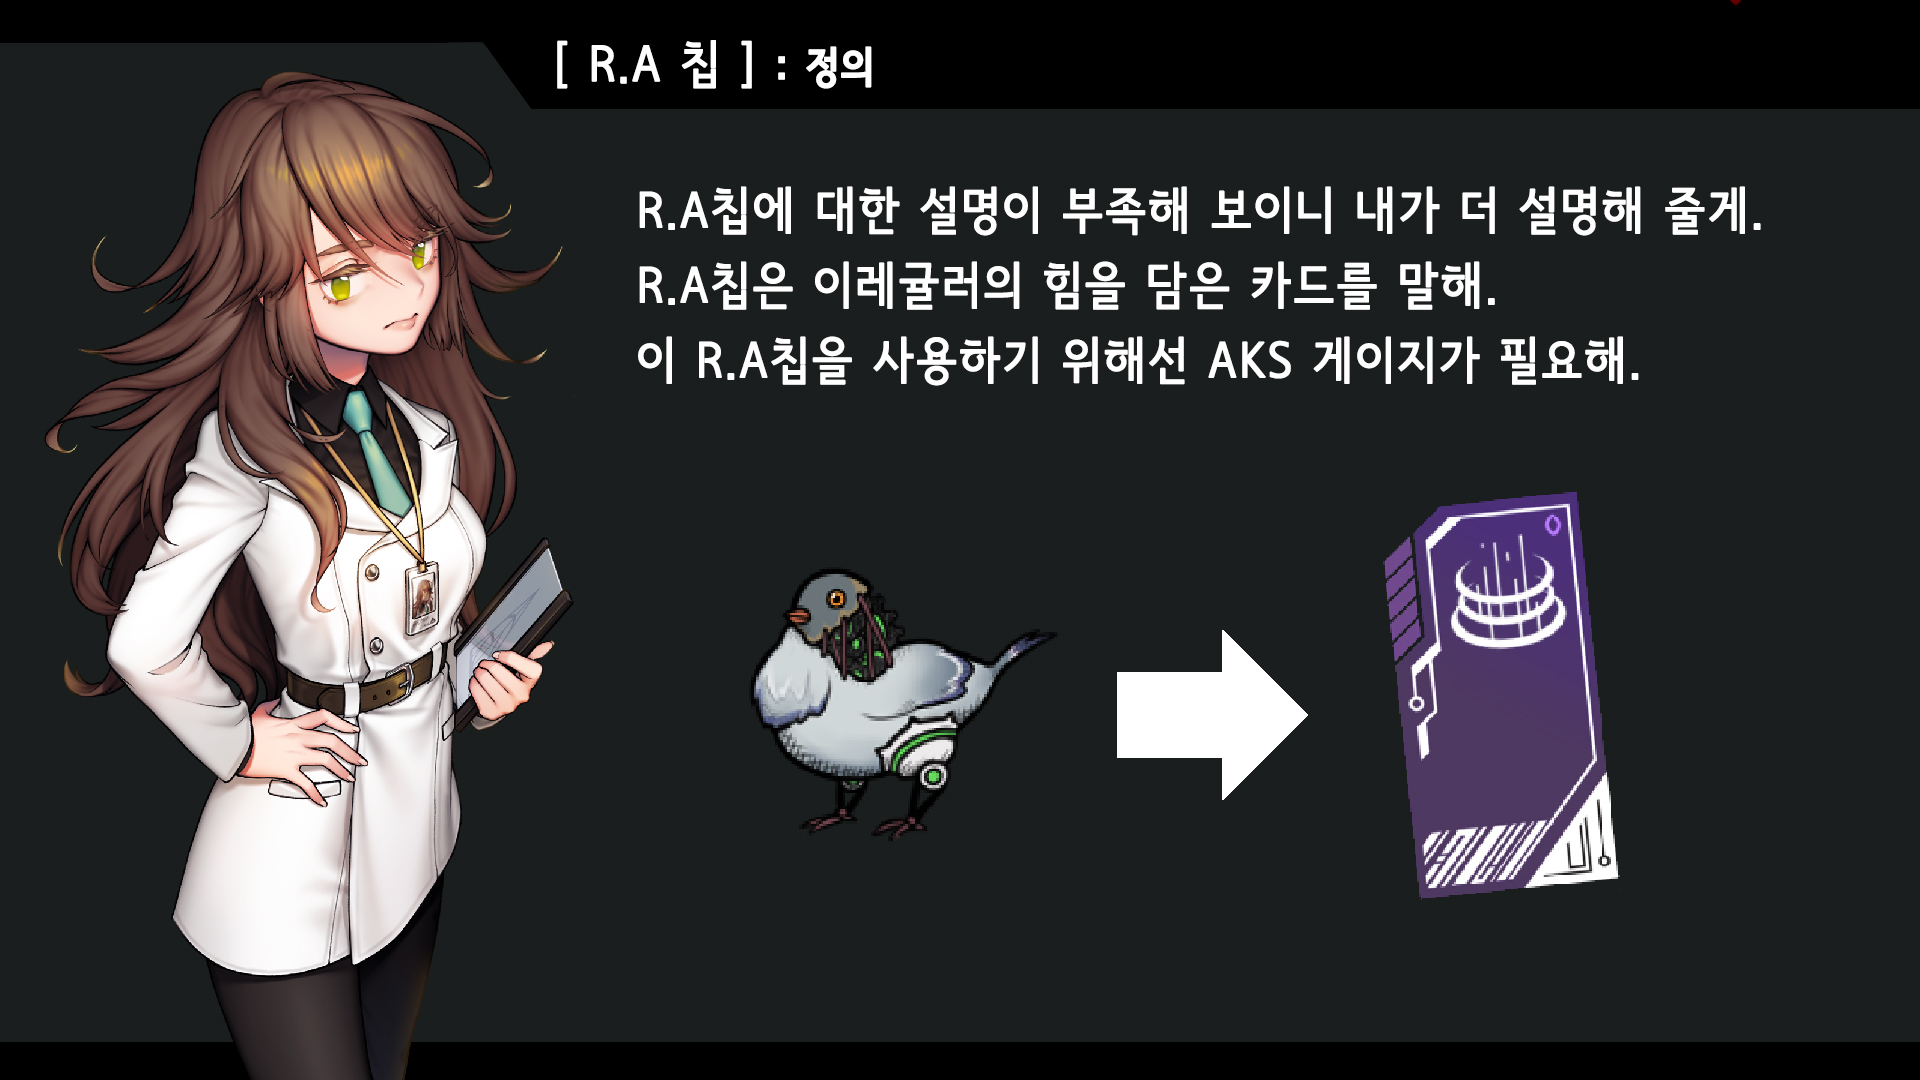 [ R.A 칩 ] : 정의
R.A칩에 대한 설명이 부족해 보이니 내가 더 설명해 줄게.
R.A칩은 이레귤러의 힘을 담은 카드를 말해.
이 R.A칩을 사용하기 위해선 AKS 게이지가 필요해.